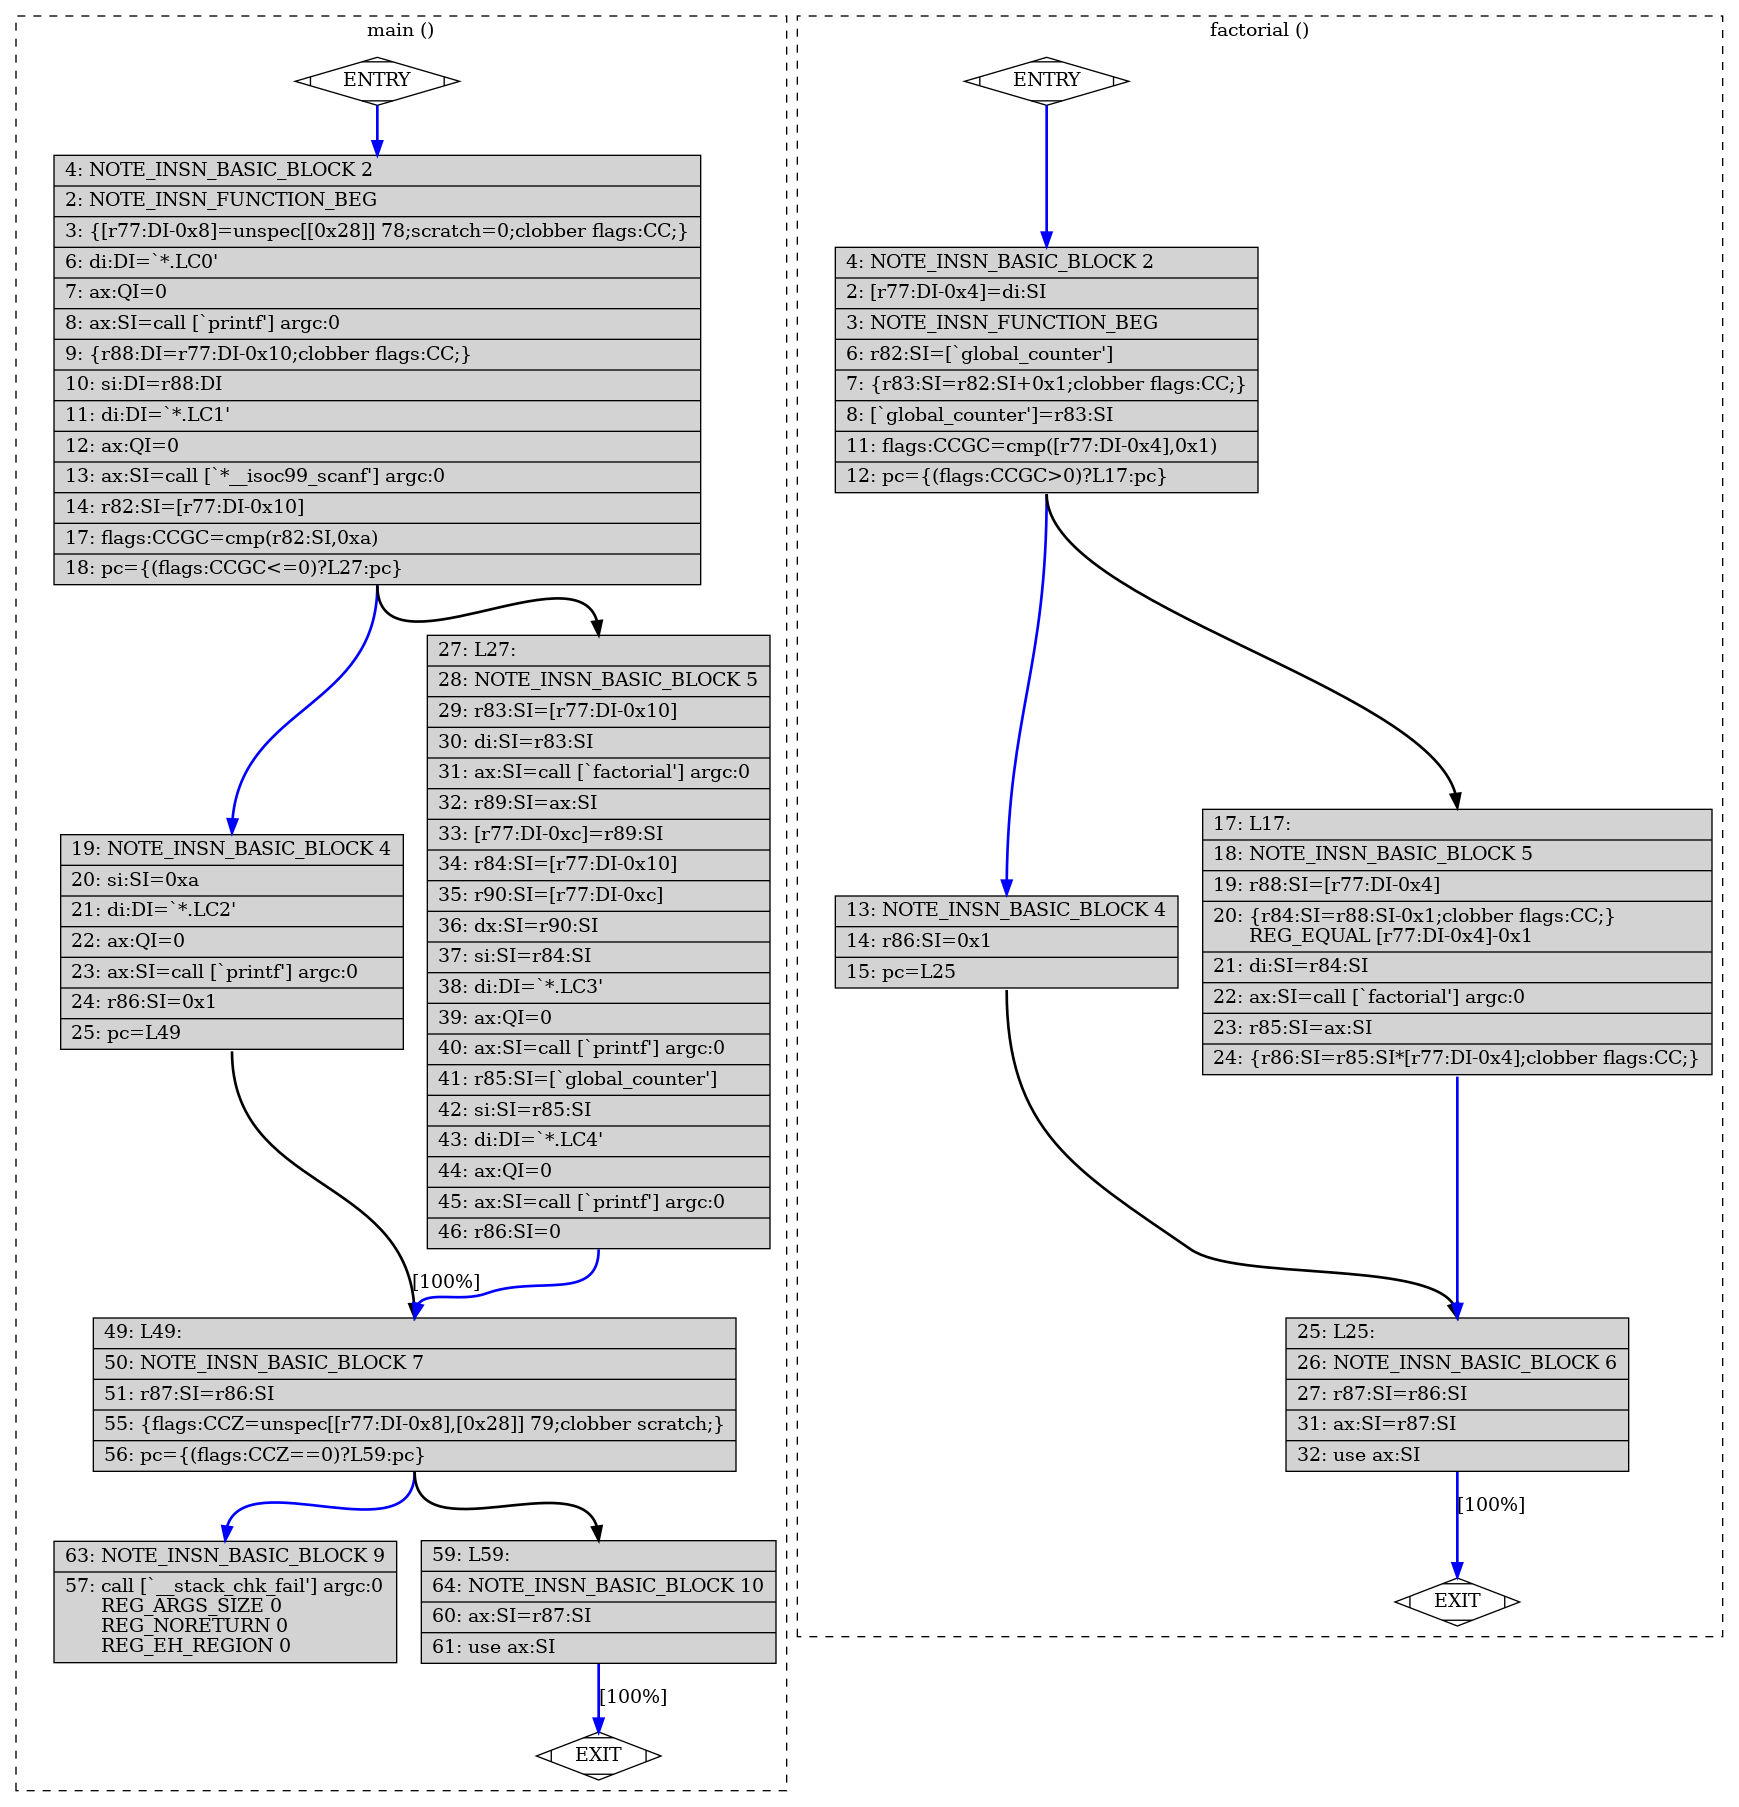 main ()
ENTRY
4: NOTE_INSN_BASIC_BLOCK 2
2: NOTE_INSN_FUNCTION_BEG
3: {[r77:DI-0x8]=unspec[[0x28]] 78;scratch=0;clobber flags:CC;}
6: di:DI=`*.LC0'
7: ax:QI=0
8: ax:SI=call [`printf'] argc:0
9: {r88:DI=r77:DI-0x10;clobber flags:CC;}
10: si:DI=r88:DI
11: di:DI=`*.LC1'
12: ax:QI=0
13: ax:SI=call [`*__isoc99_scanf'] argc:0
14: r82:SI=[r77:DI-0x10]
17: flags:CCGC=cmp(r82:SI,0xa)
18: pc={(flags:CCGC<=0)?L27:pc}
19: NOTE_INSN_BASIC_BLOCK 4
20: si:SI=0xa
21: di:DI=`*.LC2'
22: ax:QI=0
23: ax:SI=call [`printf'] argc:0
24: r86:SI=0x1
25: pc=L49
27: L27:
28: NOTE_INSN_BASIC_BLOCK 5
29: r83:SI=[r77:DI-0x10]
30: di:SI=r83:SI
31: ax:SI=call [`factorial'] argc:0
32: r89:SI=ax:SI
33: [r77:DI-0xc]=r89:SI
34: r84:SI=[r77:DI-0x10]
35: r90:SI=[r77:DI-0xc]
36: dx:SI=r90:SI
37: si:SI=r84:SI
38: di:DI=`*.LC3'
39: ax:QI=0
40: ax:SI=call [`printf'] argc:0
41: r85:SI=[`global_counter']
42: si:SI=r85:SI
43: di:DI=`*.LC4'
44: ax:QI=0
45: ax:SI=call [`printf'] argc:0
46: r86:SI=0
[100%]
49: L49:
50: NOTE_INSN_BASIC_BLOCK 7
51: r87:SI=r86:SI
55: {flags:CCZ=unspec[[r77:DI-0x8],[0x28]] 79;clobber scratch;}
56: pc={(flags:CCZ==0)?L59:pc}
63: NOTE_INSN_BASIC_BLOCK 9
57: call [`__stack_chk_fail'] argc:0
REG_ARGS_SIZE 0
REG_NORETURN 0
REG_EH_REGION 0
59: L59:
64: NOTE_INSN_BASIC_BLOCK 10
60: ax:SI=r87:SI
61: use ax:SI
[100%]
EXIT
factorial ()
ENTRY
4: NOTE_INSN_BASIC_BLOCK 2
2: [r77:DI-0x4]=di:SI
3: NOTE_INSN_FUNCTION_BEG
6: r82:SI=[`global_counter']
7: {r83:SI=r82:SI+0x1;clobber flags:CC;}
8: [`global_counter']=r83:SI
11: flags:CCGC=cmp([r77:DI-0x4],0x1)
12: pc={(flags:CCGC>0)?L17:pc}
13: NOTE_INSN_BASIC_BLOCK 4
14: r86:SI=0x1
15: pc=L25
17: L17:
18: NOTE_INSN_BASIC_BLOCK 5
19: r88:SI=[r77:DI-0x4]
20: {r84:SI=r88:SI-0x1;clobber flags:CC;}
REG_EQUAL [r77:DI-0x4]-0x1
21: di:SI=r84:SI
22: ax:SI=call [`factorial'] argc:0
23: r85:SI=ax:SI
24: {r86:SI=r85:SI*[r77:DI-0x4];clobber flags:CC;}
25: L25:
26: NOTE_INSN_BASIC_BLOCK 6
27: r87:SI=r86:SI
31: ax:SI=r87:SI
32: use ax:SI
[100%]
EXIT